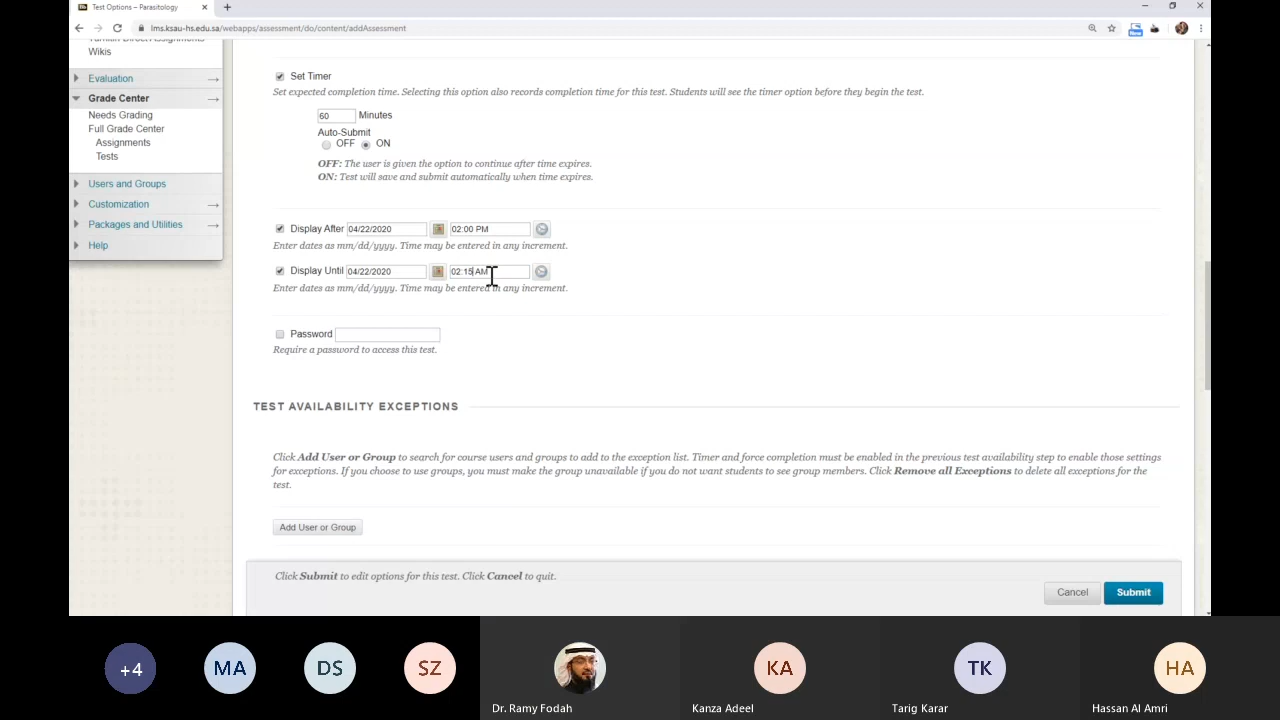 Test Options – Parasitology
lms.ksau-hs.edu.sa/webapps/assessment/do/content/addAssessment
New
Wikis
Evaluation
Grade Center
Needs Grading
Full Grade Center
Assignments
Tests
Users and Groups
Customization
Packages and Utilities
Help
Set Timer
Set expected completion time. Selecting this option also records completion time for this test. Students will see the timer option before they begin the test.
60 Minutes
Auto-Submit
OFF ON
OFF: The user is given the option to continue after time expires.
ON: Test will save and submit automatically when time expires.
Display After 04/22/2020 02:00 PM
Enter dates as mm/dd/yyyy. Time may be entered in any increment.
Display Until 04/22/2020 02:15 AM
Enter dates as mm/dd/yyyy. Time may be entered in any increment.
Password
Require a password to access this test.
TEST AVAILABILITY EXCEPTIONS
Click Add User or Group to search for course users and groups to add to the exception list. Timer and force completion must be enabled in the previous test availability step to enable those settings
for exceptions. If you choose to use groups, you must make the group unavailable if you do not want students to see group members. Click Remove all Exceptions to delete all exceptions for the
test.
Add User or Group
Click Submit to edit options for this test. Click Cancel to quit.
Cancel Submit
+4 MA DS SZ KA TK HA
Dr. Ramy Fodah Kanza Adeel Tarig Karar Hassan Al Amri